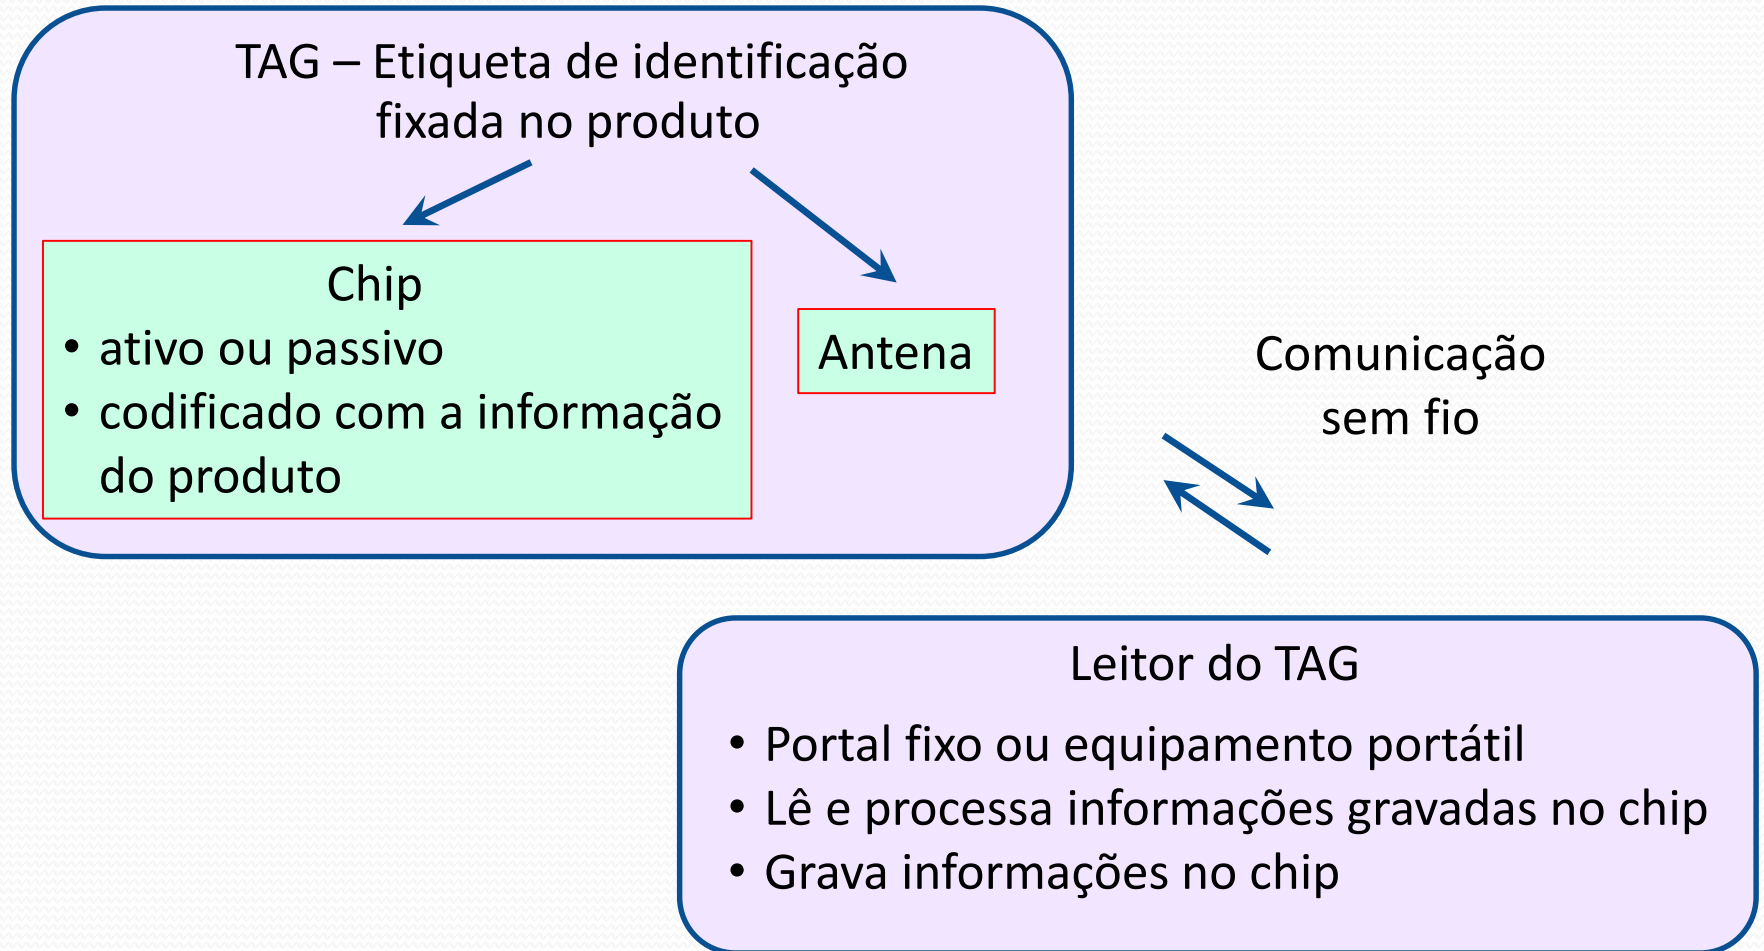 TAG – Etiqueta de identificação
fixada no produto
Chip
• ativo ou passivo
• codificado com a informação
do produto
Antena
Comunicação
sem fio
Leitor do TAG
• Portal fixo ou equipamento portátil
• Lê e processa informações gravadas no chip
• Grava informações no chip